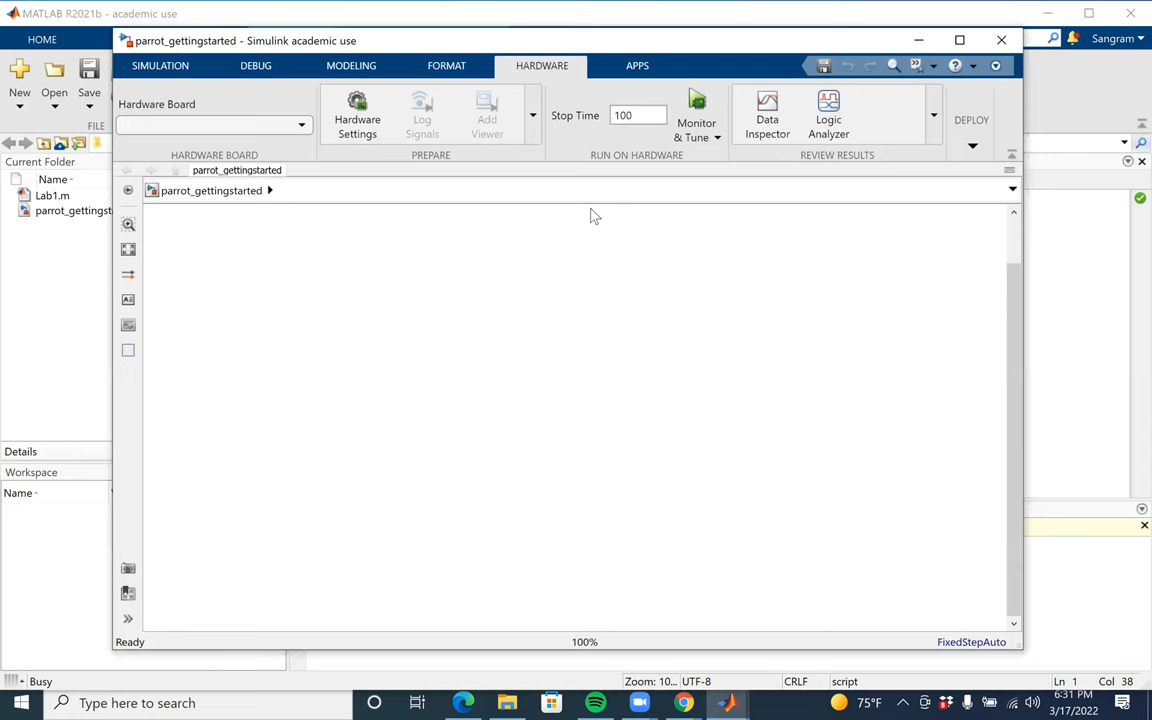 MATLAB R2021b - academic use
parrot_gettingstarted - Simulink academic use
HOME
SIMULATION
DEBUG
MODELING
FORMAT
HARDWARE
APPS
Sangram
New
Open
Save
FILE
Hardware Board
HARDWARE BOARD
Hardware
Settings
Log
Signals
Add
Viewer
PREPARE
Stop Time
100
Monitor
& Tune
RUN ON HARDWARE
Data
Inspector
Logic
Analyzer
REVIEW RESULTS
DEPLOY
parrot_gettingstarted
Current Folder
Name
Lab1.m
parrot_gettingst
parrot_gettingstarted
Details
Workspace
Name
Ready
100%
FixedStepAuto
Busy
Zoom: 10...
UTF-8
CRLF
script
Ln 1
Col 38
Type here to search
75°F
6:31 PM
3/17/2022